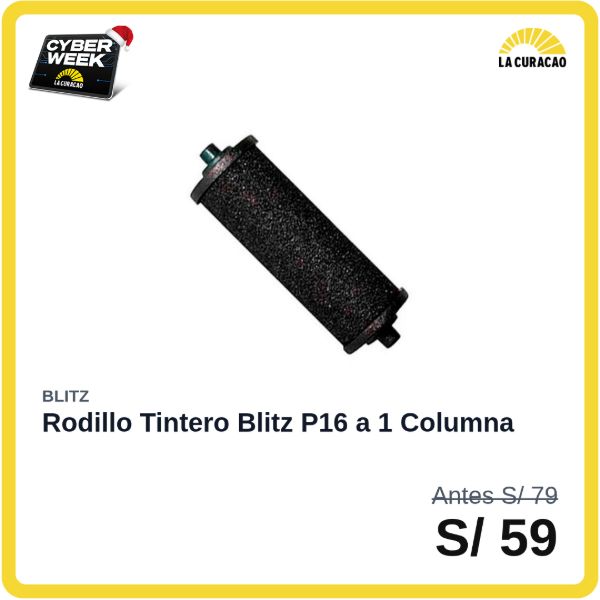 CYBER
WEEK
LA CURACAO
LA CURACAO
BLITZ
Rodillo Tintero Blitz P16 a 1 Columna
Antes S/ 79
S/ 59